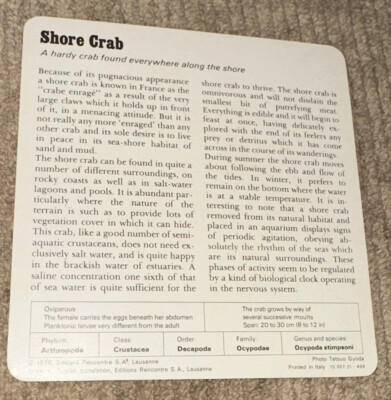 Shore Crab
A hardy crab found everywhere along the shore
Because of its pugnacious appearance
a shore crab is known in France as the
"crabe enragé" as a result of the very
large claws which it holds up in front
of it, in a menacing attitude. But it is
not really any more 'enraged' than any
other crab and its sole desire is to live
in peace in its sea-shore habitat of
sand and mud.
The shore crab can be found in quite a
number of different surroundings, on
rocky coasts as well as in salt-water
lagoons and pools. It is abundant par-
ticularly where the nature of the
terrain is such as to provide lots of
vegetation cover in which it can hide.
This crab, like a good number of semi-
aquatic crustaceans, does not need ex-
clusively salt water, and is quite happy
in the brackish water of estuaries. A
saline concentration one sixth of that
of sea water is quite sufficient for the
shore crab to thrive. The shore crab is
omnivorous and will not disdain the
smallest bit of putrefying meat.
Everything is edible and it will begin to
feast at once, having delicately ex-
plored with the end of its feelers any
prey or detritus which it has come
across in the course of its wanderings.
During summer the shore crab moves
about following the ebb and flow of
the tides. In winter, it prefers to
remain on the bottom where the water
is at a stable temperature. It is in-
teresting to note that a shore crab
removed from its natural habitat and
placed in an aquarium displays signs
of periodic agitation, obeying ab-
solutely the rhythm of the seas which
are its natural surroundings. These
phases of activity seem to be regulated
by a kind of biological clock operating
in the nervous system.
Oviparous
The female carries the eggs beneath her abdomen
Planktonic larvae very different from the adult
the crab grows by way of
several successive moults
Span: 20 to 30 cm (8 to 12 in)
Phylum:
Arthropoda
Class:
Crustacea
Order:
Decapoda
Family:
Ocypodae
Genus and species:
Ocypoda stimpsoni
Rencontre S.A., Lausanne
Editions Rencontre S.A., Lausanne
Photo Tetsuo Gyoda
Printed in Italy